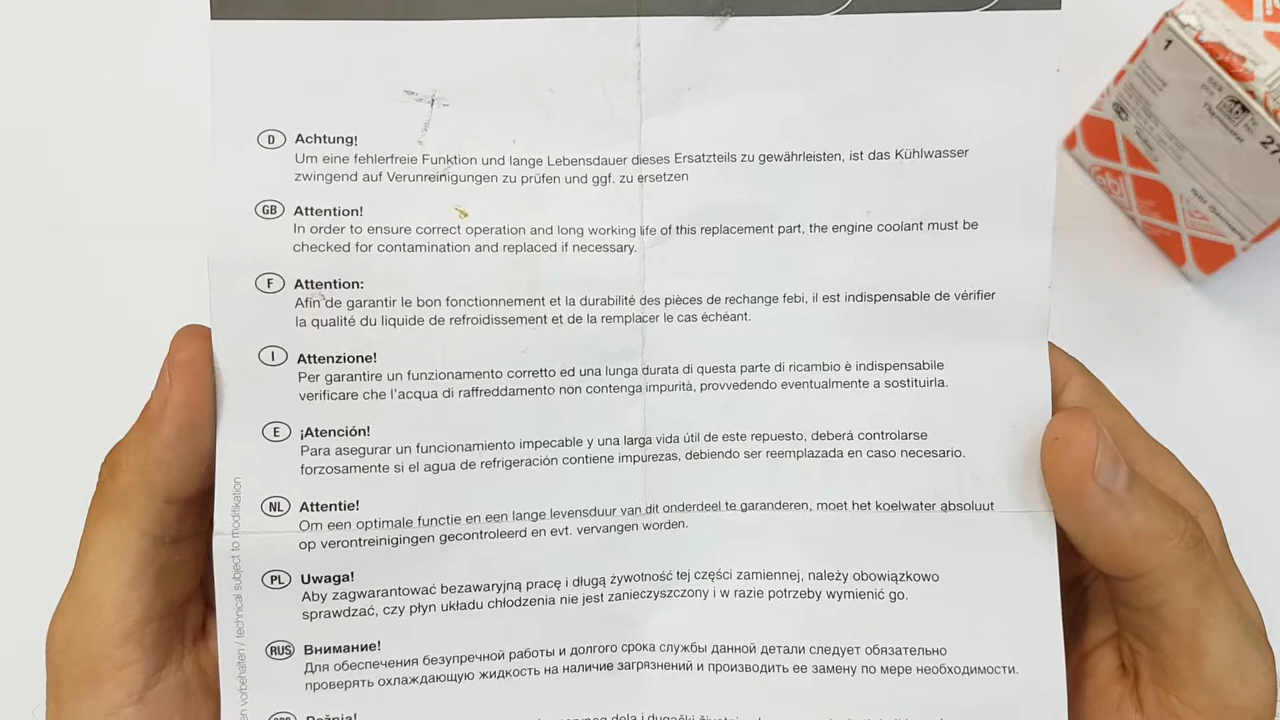 D Achtung!
Um eine fehlerfreie Funktion und lange Lebensdauer dieses Ersatzteils zu gewährleisten, ist das Kühlwasser
zwingend auf Verunreinigungen zu prüfen und ggf. zu ersetzen
GB Attention!
In order to ensure correct operation and long working life of this replacement part, the engine coolant must be
checked for contamination and replaced if necessary.
F Attention:
Afin de garantir le bon fonctionnement et la durabilité des pièces de rechange febi, il est indispensable de vérifier
la qualité du liquide de refroidissement et de la remplacer le cas échéant.
I Attenzione!
Per garantire un funzionamento corretto ed una lunga durata di questa parte di ricambio è indispensabile
verificare che l'acqua di raffreddamento non contenga impurità, provvedendo eventualmente a sostituirla.
E ¡Atención!
Para asegurar un funcionamiento impecable y una larga vida útil de este repuesto, deberá controlarse
forzosamente si el agua de refrigeración contiene impurezas, debiendo ser reemplazada en caso necesario.
NL Attentie!
Om een optimale functie en een lange levensduur van dit onderdeel te garanderen, moet het koelwater absoluut
op verontreinigingen gecontroleerd en evt. vervangen worden.
PL Uwaga!
Aby zagwarantować bezawaryjną pracę i długą żywotność tej części zamiennej, należy obowiązkowo
sprawdzać, czy płyn układu chłodzenia nie jest zanieczyszczony i w razie potrzeby wymienić go.
RUS Внимание!
Для обеспечения безупречной работы и долгого срока службы данной детали следует обязательно
проверять охлаждающую жидкость на наличие загрязнений и производить ее замену по мере необходимости.
vorbehalten / technical subject to modifikation
1
febi
Thermostat
27